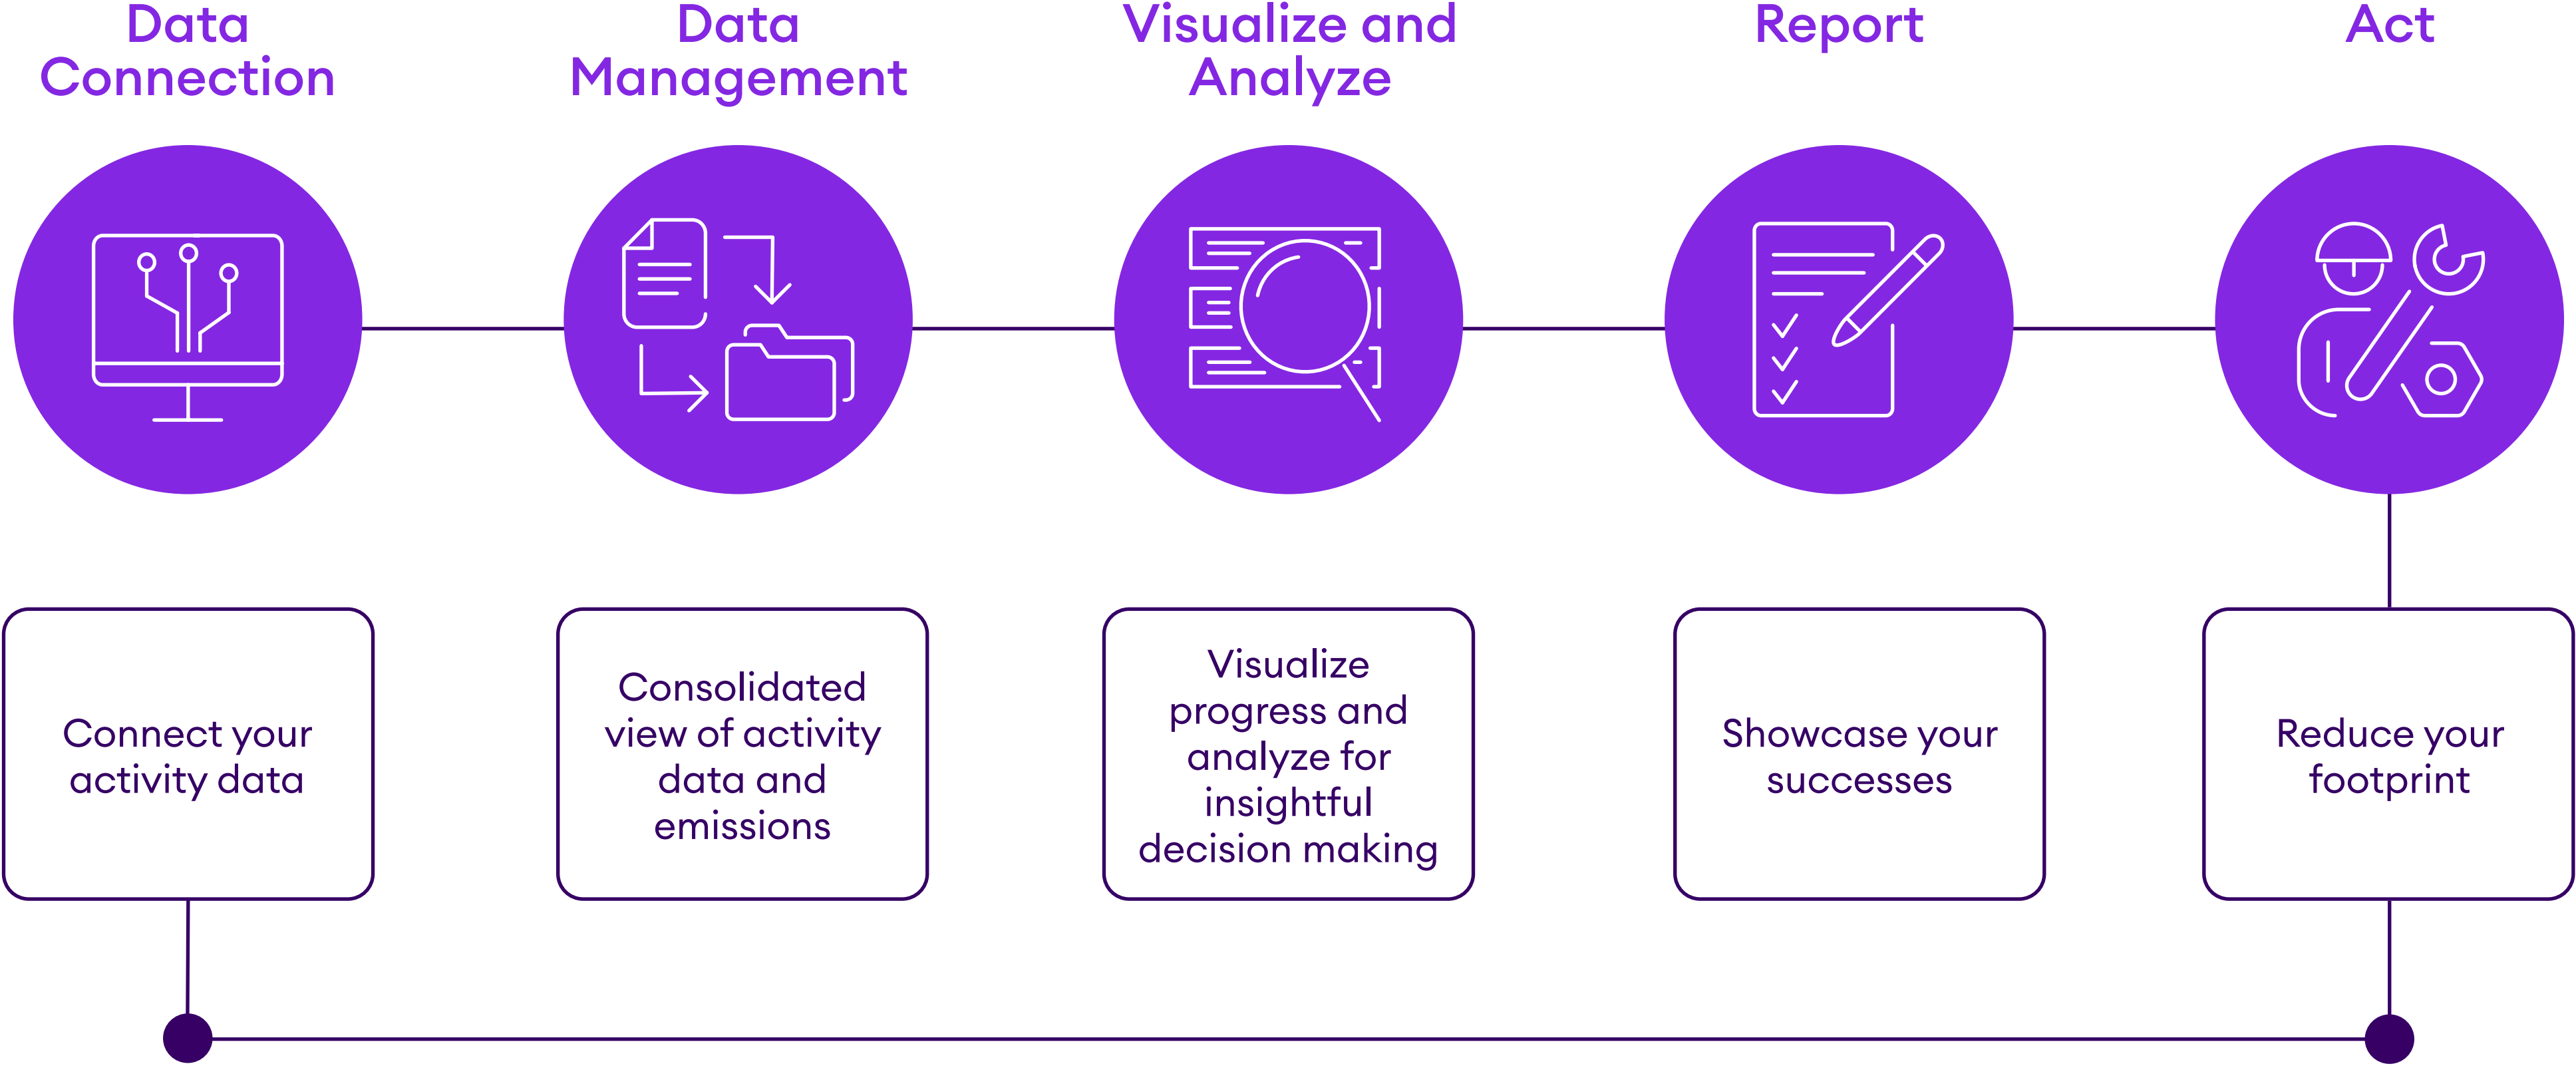 Data
Connection
Data
Management
Visualize and
Analyze
Report
Act
Connect your
activity data
Consolidated
view of activity
data and
emissions
Visualize
progress and
analyze for
insightful
decision making
Showcase your
successes
Reduce your
footprint